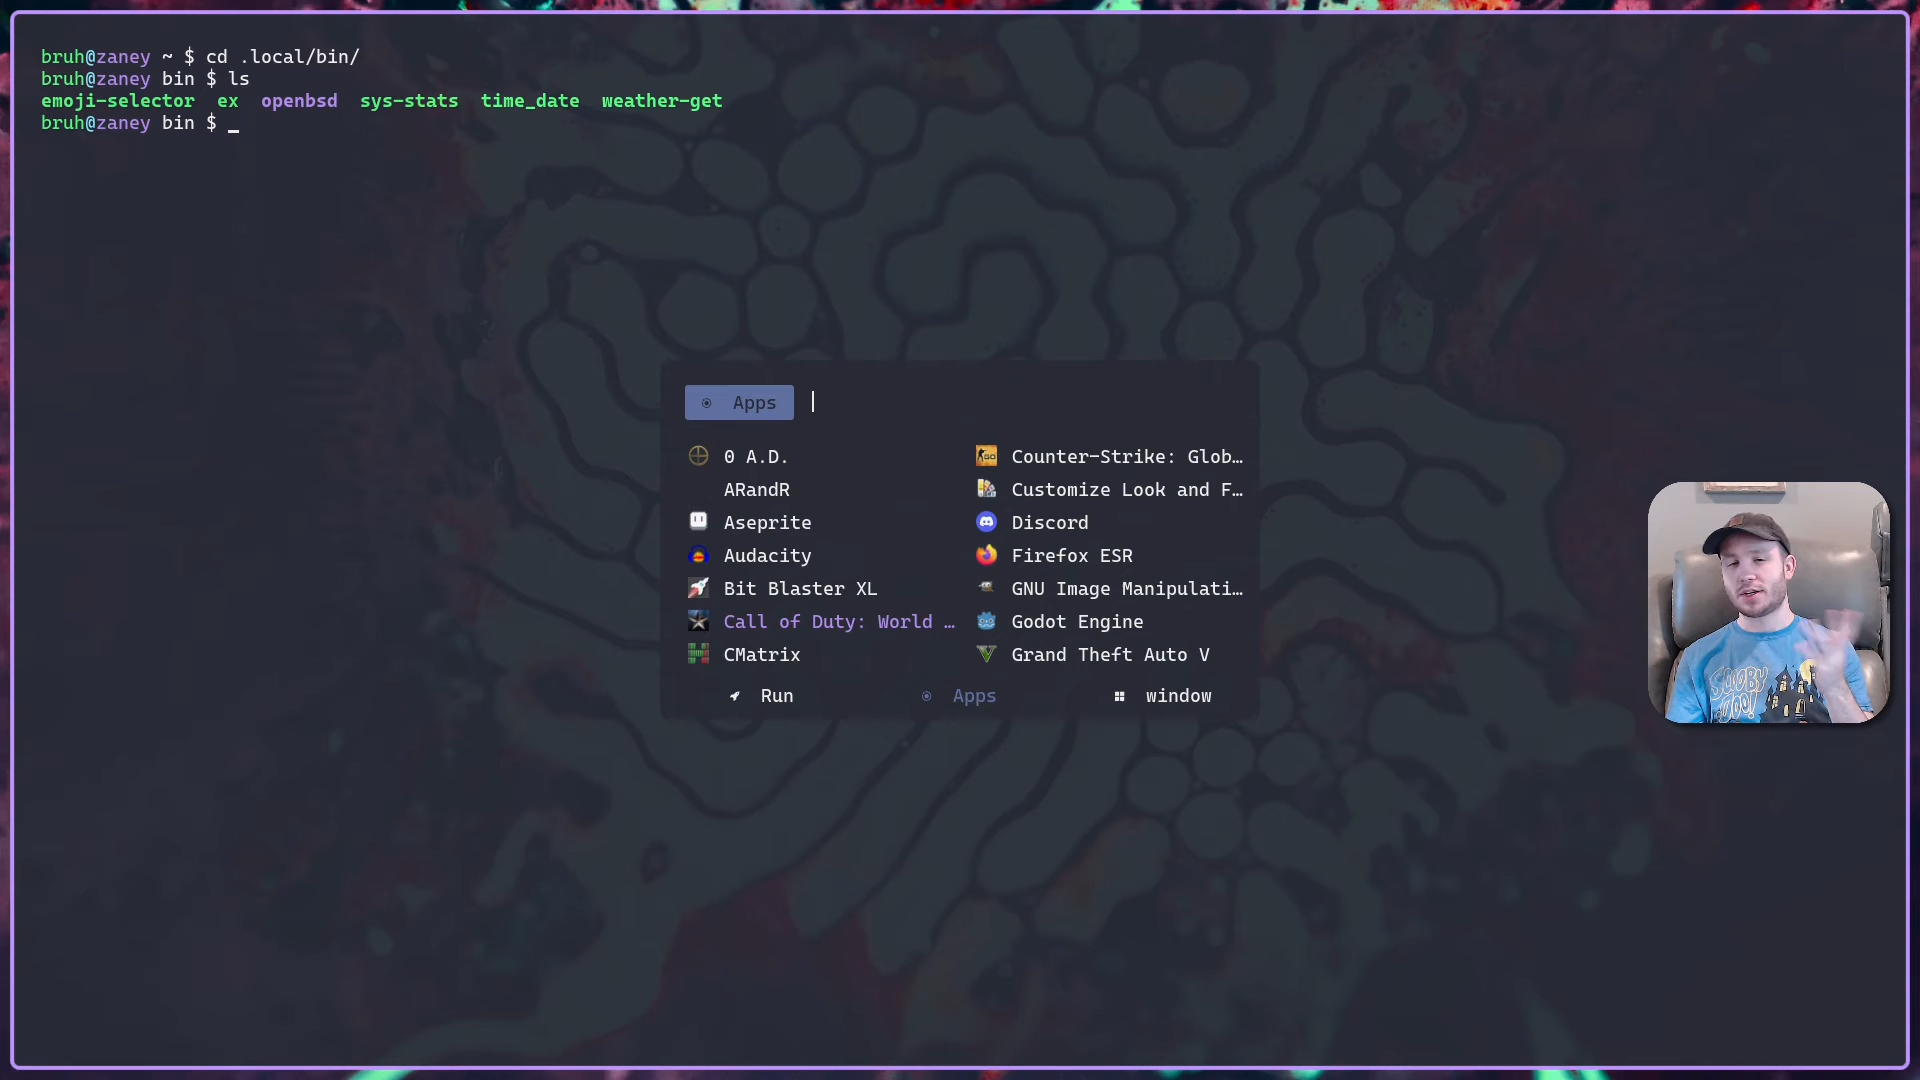 bruh@zaney ~ $ cd .local/bin/
bruh@zaney bin $ ls
emoji-selector ex openbsd sys-stats time_date weather-get
bruh@zaney bin $ _
Apps
0 A.D.
ARandR
Aseprite
Audacity
Bit Blaster XL
Call of Duty: World …
CMatrix
Counter-Strike: Glob…
Customize Look and F…
Discord
Firefox ESR
GNU Image Manipulati…
Godot Engine
Grand Theft Auto V
Run Apps window
SCOOBY
DOO!